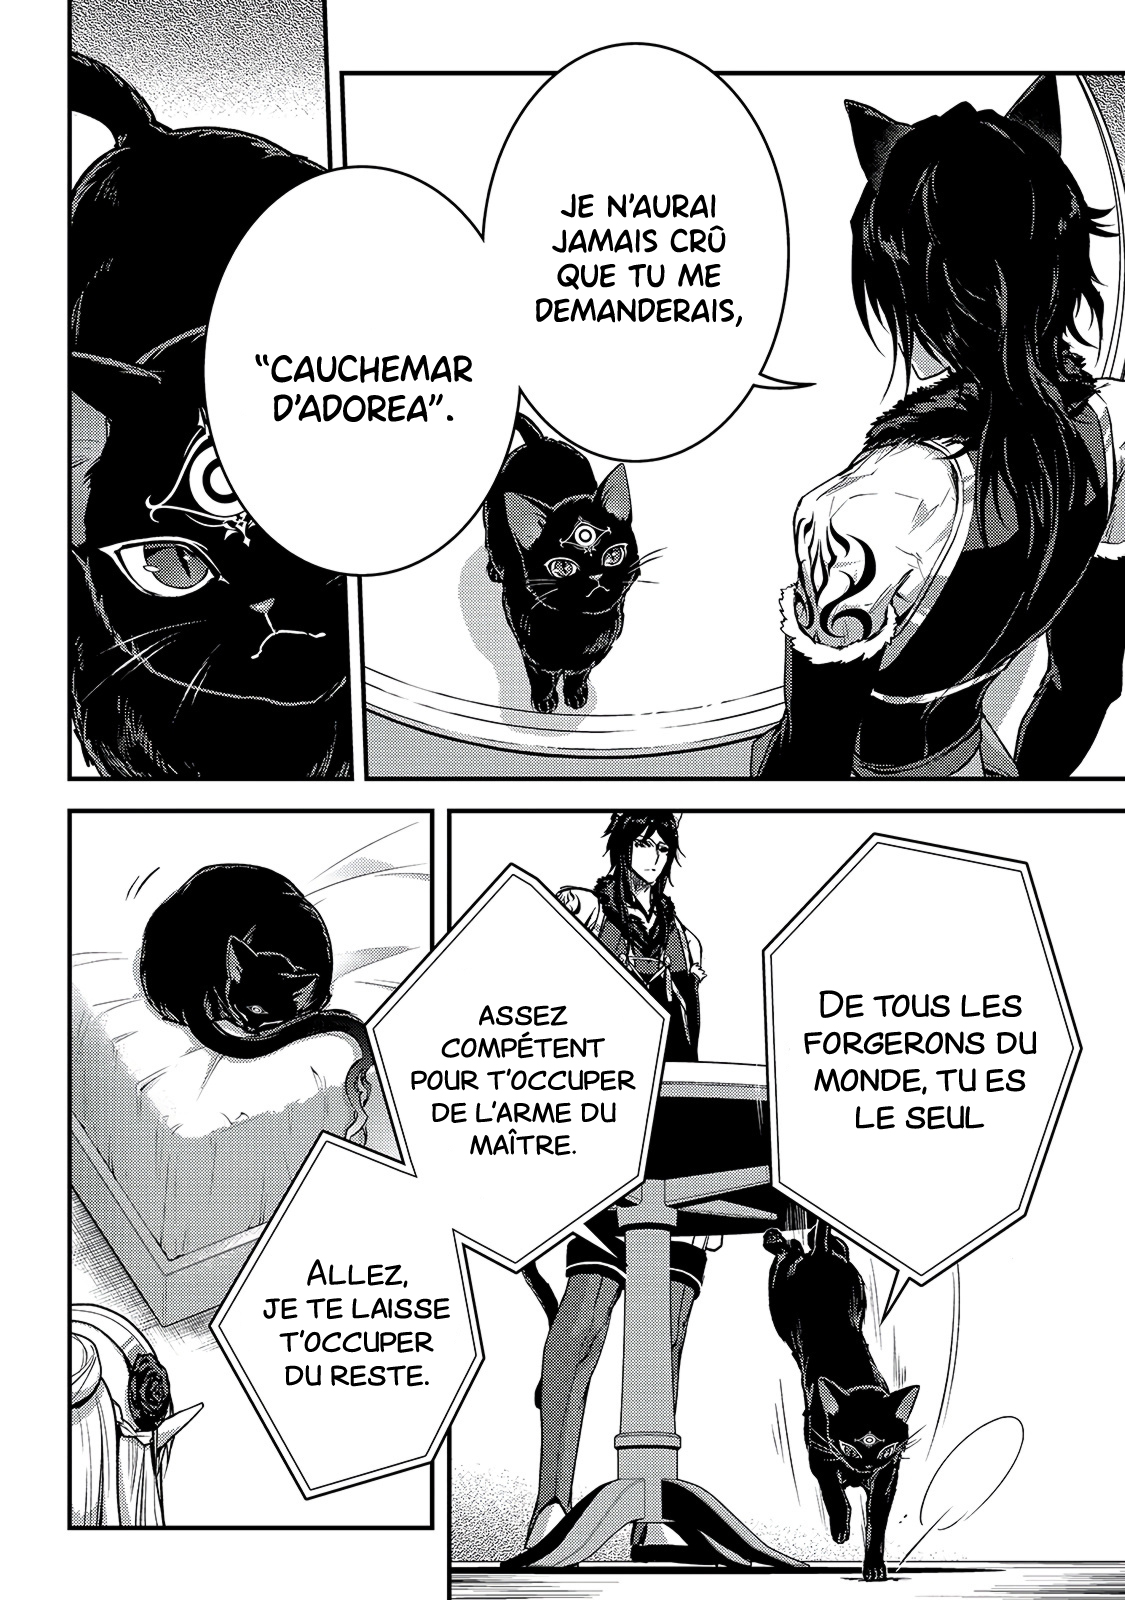 JE N'AURAI
JAMAIS CRÛ
QUE TU ME
DEMANDERAIS,
“CAUCHEMAR
D'ADOREA”.
DE TOUS LES
FORGERONS DU
MONDE, TU ES
LE SEUL
ASSEZ
COMPÉTENT
POUR T'OCCUPER
DE L'ARME DU
MAÎTRE.
ALLEZ,
JE TE LAISSE
T'OCCUPER
DU RESTE.